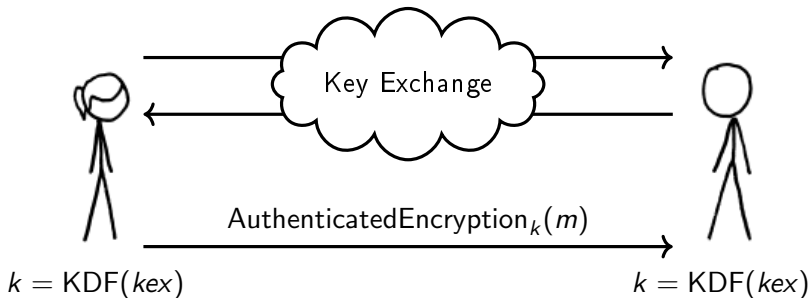 Key Exchange
AuthenticatedEncryption_k(m)
k = KDF(kex)
k = KDF(kex)